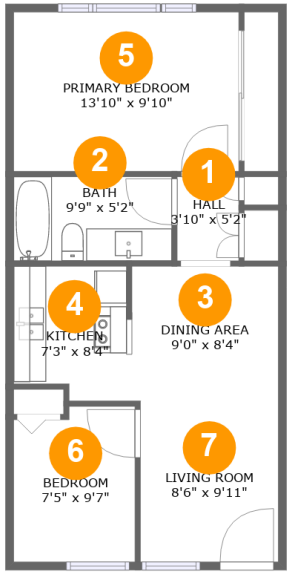 5
PRIMARY BEDROOM
13'10" x 9'10"
2
BATH
9'9" x 5'2"
1
HALL
3'10" x 5'2"
4
KITCHEN
7'3" x 8'4"
3
DINING AREA
9'0" x 8'4"
6
BEDROOM
7'5" x 9'7"
7
LIVING ROOM
8'6" x 9'11"